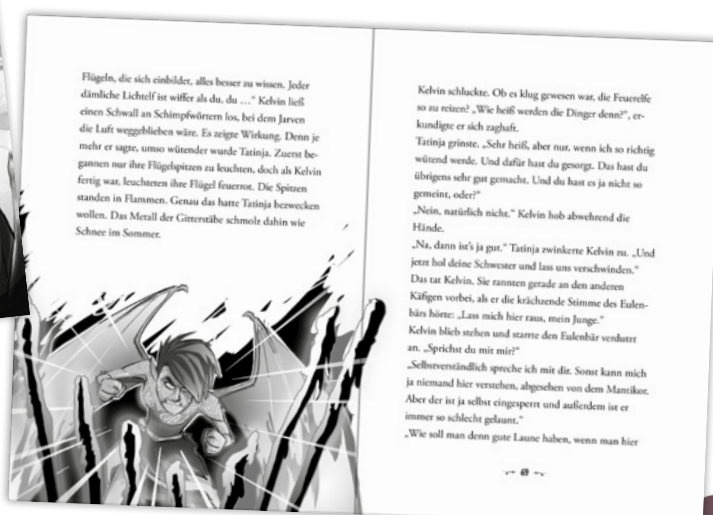 Flügeln, die sich einbildet, alles besser zu wissen. Jeder
dämliche Lichtelf ist wiffer als du, du …“ Kelvin ließ
einen Schwall an Schimpfwörtern los, bei dem Jarven
die Luft weggeblieben wäre. Es zeigte Wirkung. Denn je
mehr er sagte, umso wütender wurde Tatinja. Zuerst be-
gannen nur ihre Flügelspitzen zu leuchten, doch als Kelvin
fertig war, leuchteten ihre Flügel feuerrot. Die Spitzen
standen in Flammen. Genau das hatte Tatinja bezwecken
wollen. Das Metall der Gitterstäbe schmolz dahin wie
Schnee im Sommer.
Kelvin schluckte. Ob es klug gewesen war, die Feuerelfe
so zu reizen? „Wie heiß werden die Dinger denn?“, er-
kundigte er sich zaghaft.
Tatinja grinste. „Sehr heiß, aber nur, wenn ich so richtig
wütend werde. Und dafür hast du gesorgt. Das hast du
übrigens sehr gut gemacht. Und du hast es ja nicht so
gemeint, oder?“
„Nein, natürlich nicht.“ Kelvin hob abwehrend die
Hände.
„Na, dann ist's ja gut.“ Tatinja zwinkerte Kelvin zu. „Und
jetzt hol deine Schwester und lass uns verschwinden.“
Das tat Kelvin. Sie rannten gerade an den anderen
Käfigen vorbei, als er die krächzende Stimme des Eulen-
bärs hörte: „Lass mich hier raus, mein Junge.“
Kelvin blieb stehen und starrte den Eulenbär verdutzt
an. „Sprichst du mit mir?“
„Selbstverständlich spreche ich mit dir. Sonst kann mich
ja niemand hier verstehen, abgesehen von dem Mantikor.
Aber der ist ja selbst eingesperrt und außerdem ist er
immer so schlecht gelaunt.“
„Wie soll man denn gute Laune haben, wenn man hier
69